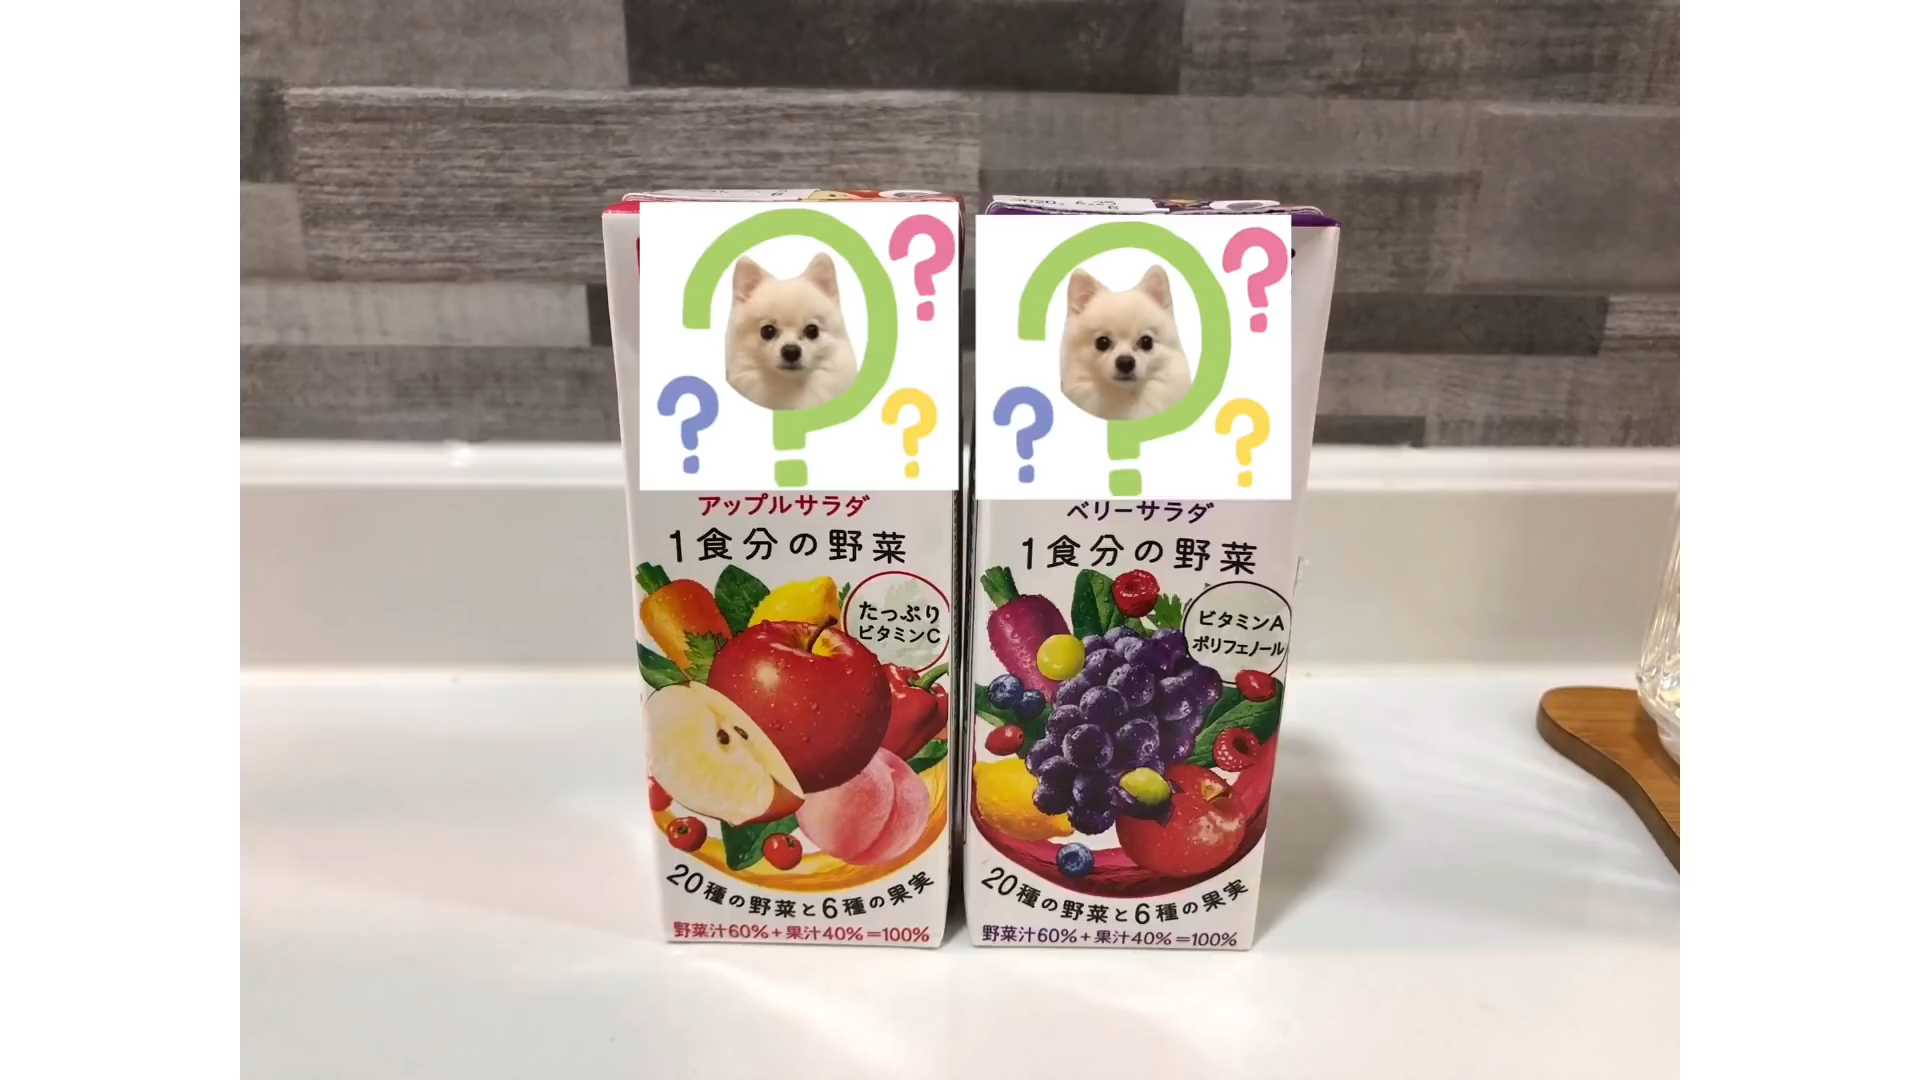 アップルサラダ
1食分の野菜
たっぷり
ビタミンC
20種の野菜と6種の果実
野菜汁60%+果汁40%=100%
ベリーサラダ
1食分の野菜
ビタミンA
ポリフェノール
20種の野菜と6種の果実
野菜汁60%+果汁40%=100%